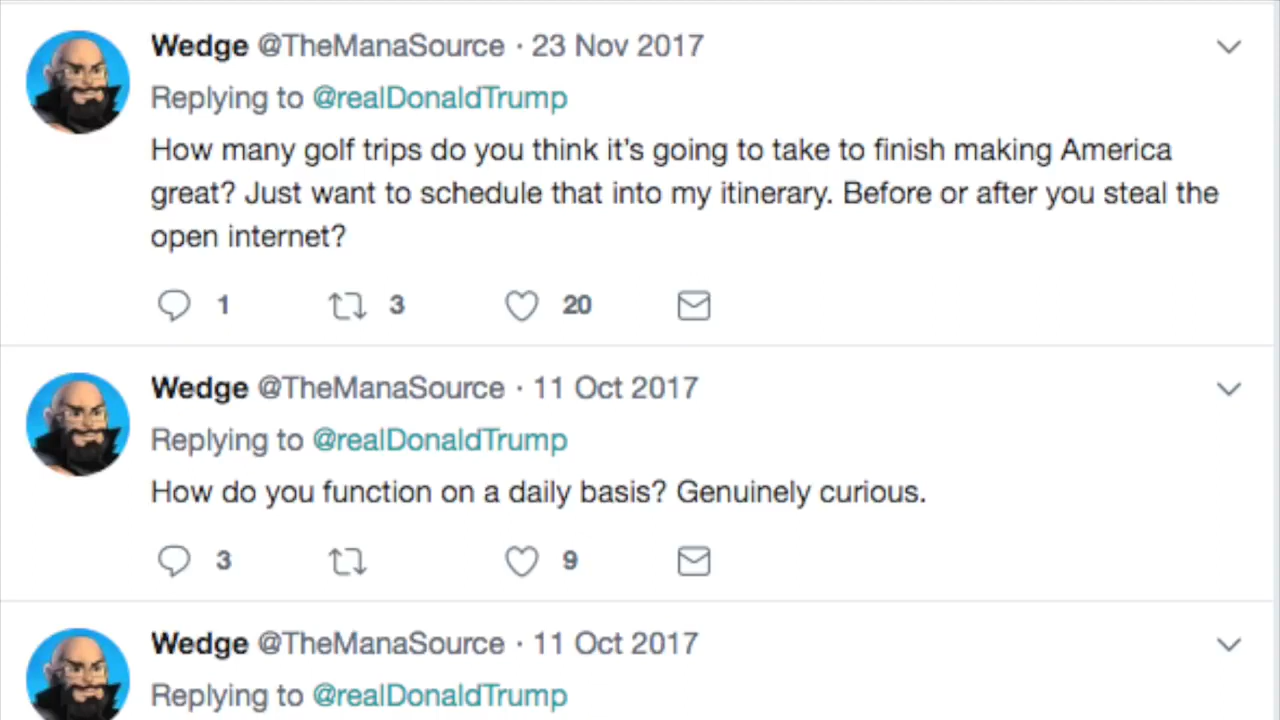 Wedge @TheManaSource · 23 Nov 2017
Replying to @realDonaldTrump
How many golf trips do you think it's going to take to finish making America
great? Just want to schedule that into my itinerary. Before or after you steal the
open internet?
1 3 20
Wedge @TheManaSource · 11 Oct 2017
Replying to @realDonaldTrump
How do you function on a daily basis? Genuinely curious.
3 9
Wedge @TheManaSource · 11 Oct 2017
Replying to @realDonaldTrump